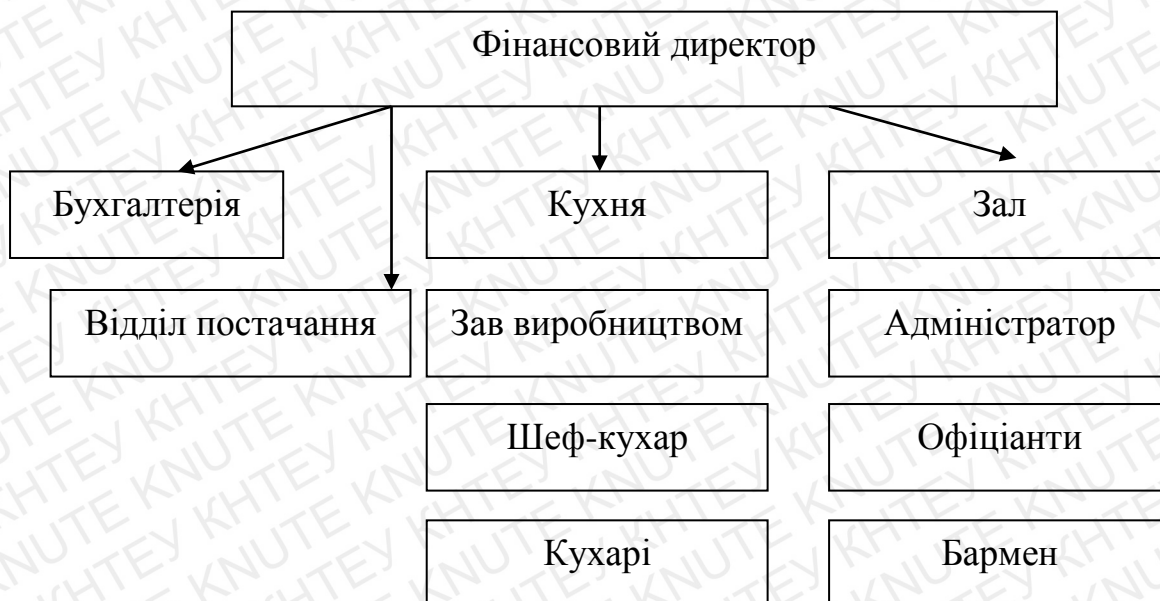 Фінансовий директор
Бухгалтерія
Кухня
Зал
Відділ постачання
Зав виробництвом
Адміністратор
Шеф-кухар
Офіціанти
Кухарі
Бармен